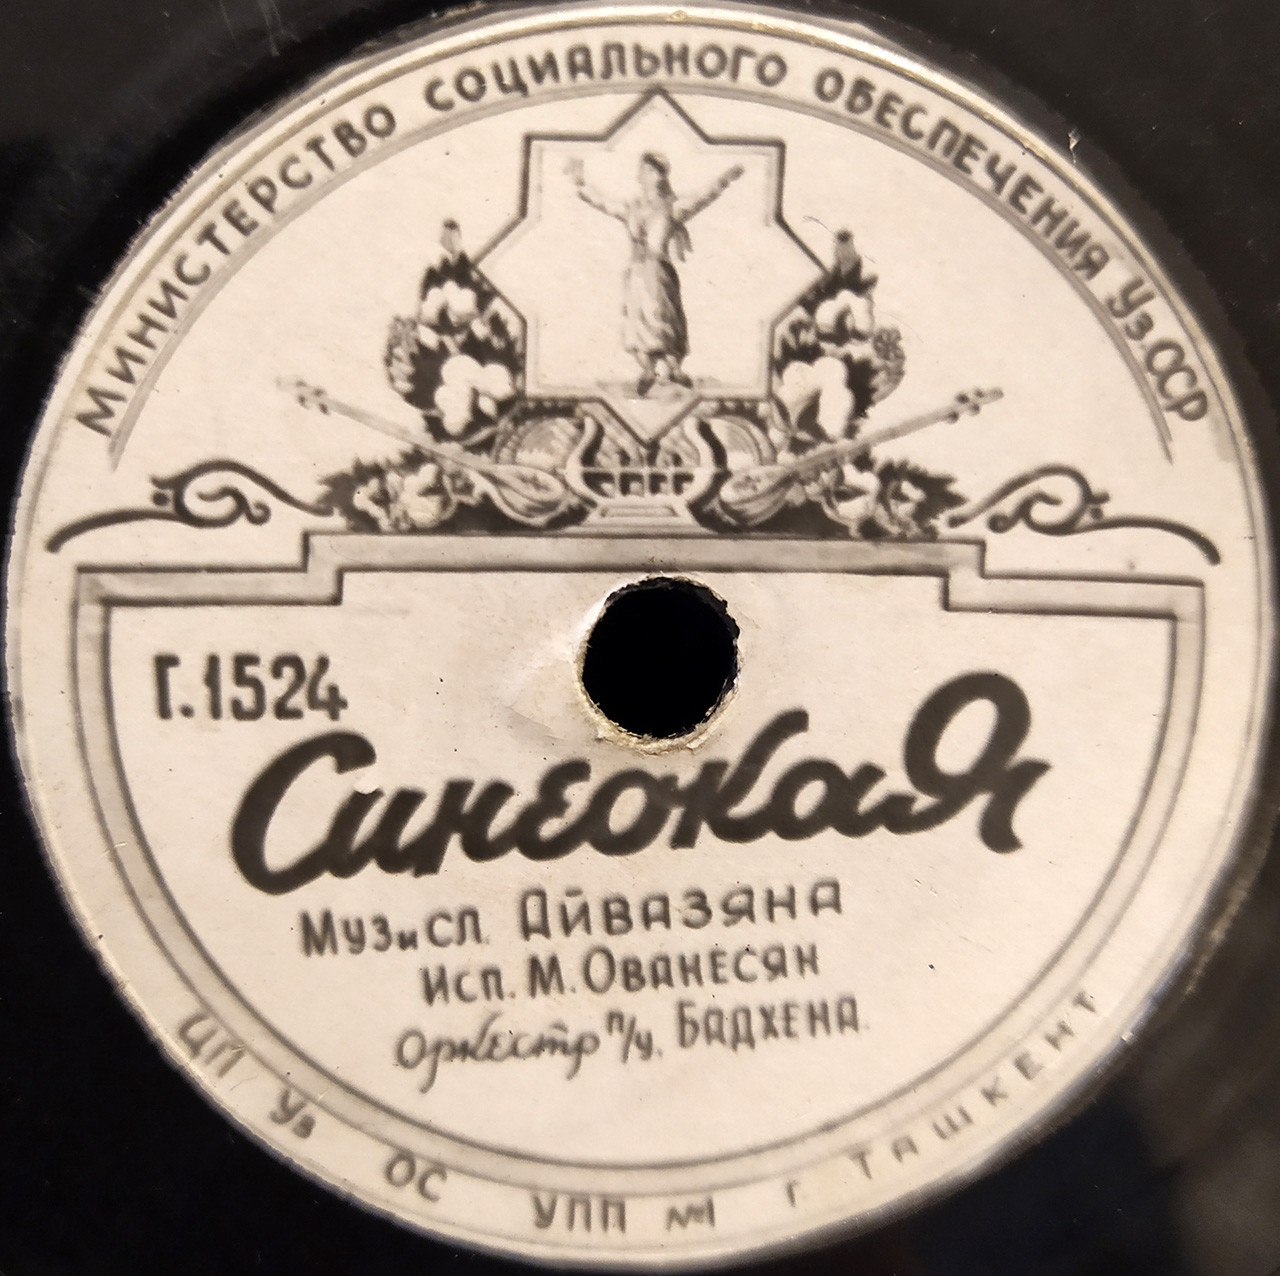 Министерство социального обеспечения Уз.ССР
Г.1524
Синеокая
Муз и сл. Айвазяна
Исп. М. Ованесян
Оркестр п/у. Бадхена.
ЦП Уз ОС УПП №1 г Ташкент